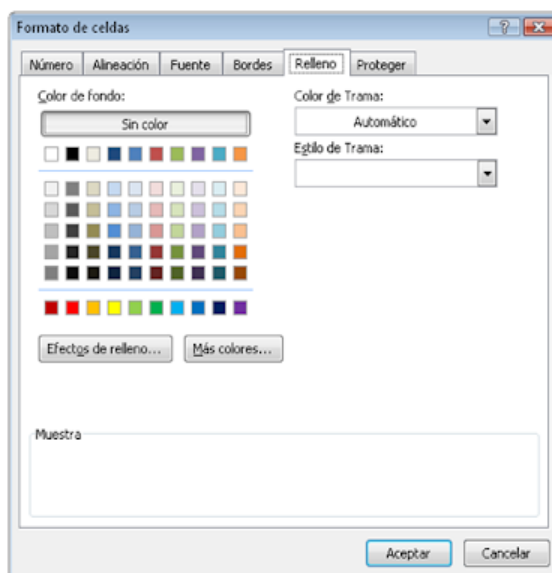 Formato de celdas
Número Alineación Fuente Bordes Relleno Proteger
Color de fondo:
Sin color
Color de Trama:
Automático
Estilo de Trama:
Efectos de relleno...
Más colores...
Muestra
Aceptar Cancelar